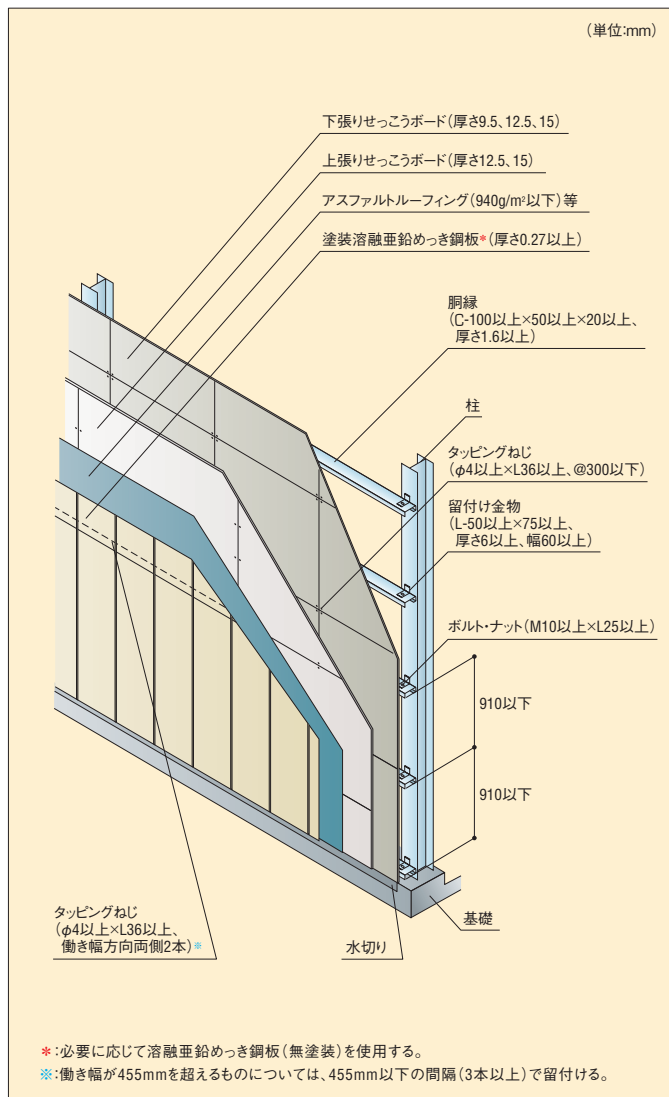 (単位:mm)
下張りせっこうボード(厚さ9.5、12.5、15)
上張りせっこうボード(厚さ12.5、15)
アスファルトルーフィング(940g/m²以下)等
塗装溶融亜鉛めっき鋼板*(厚さ0.27以上)
胴縁
(C-100以上×50以上×20以上、
厚さ1.6以上)
柱
タッピングねじ
(φ4以上×L36以上、@300以下)
留付け金物
(L-50以上×75以上、
厚さ6以上、幅60以上)
ボルト・ナット(M10以上×L25以上)
910以下
910以下
タッピングねじ
(φ4以上×L36以上、
働き幅方向両側2本)※
水切り
基礎
*:必要に応じて溶融亜鉛めっき鋼板(無塗装)を使用する。
※:働き幅が455mmを超えるものについては、455mm以下の間隔(3本以上)で留付ける。